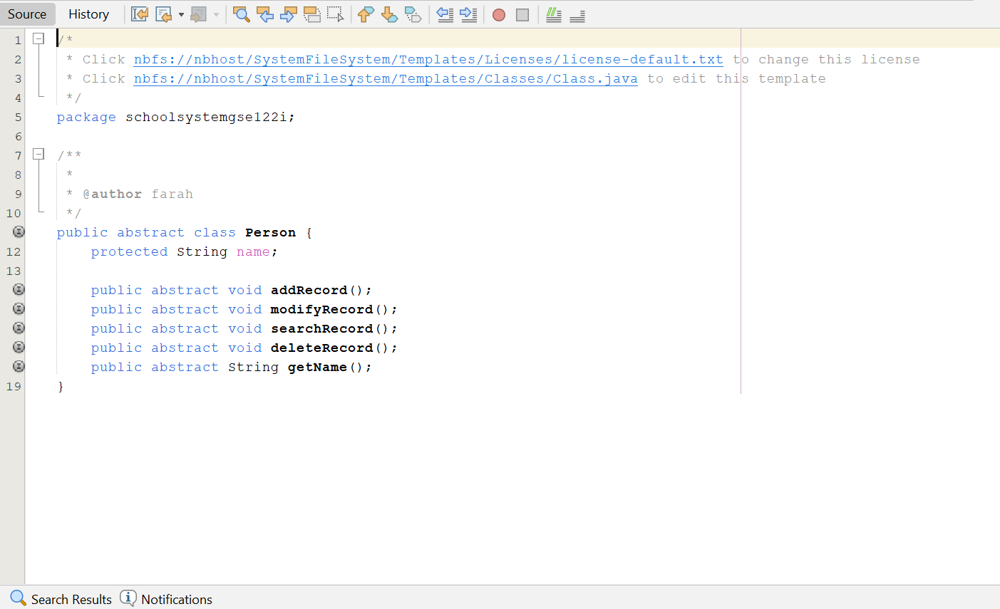 Source History
1 /*
2 * Click nbfs://nbhost/SystemFileSystem/Templates/Licenses/license-default.txt to change this license
3 * Click nbfs://nbhost/SystemFileSystem/Templates/Classes/Class.java to edit this template
4 */
5 package schoolsystemgse122i;
6
7 /**
8 *
9 * @author farah
10 */
public abstract class Person {
12 protected String name;
13
public abstract void addRecord();
public abstract void modifyRecord();
public abstract void searchRecord();
public abstract void deleteRecord();
public abstract String getName();
19 }
Search Results Notifications